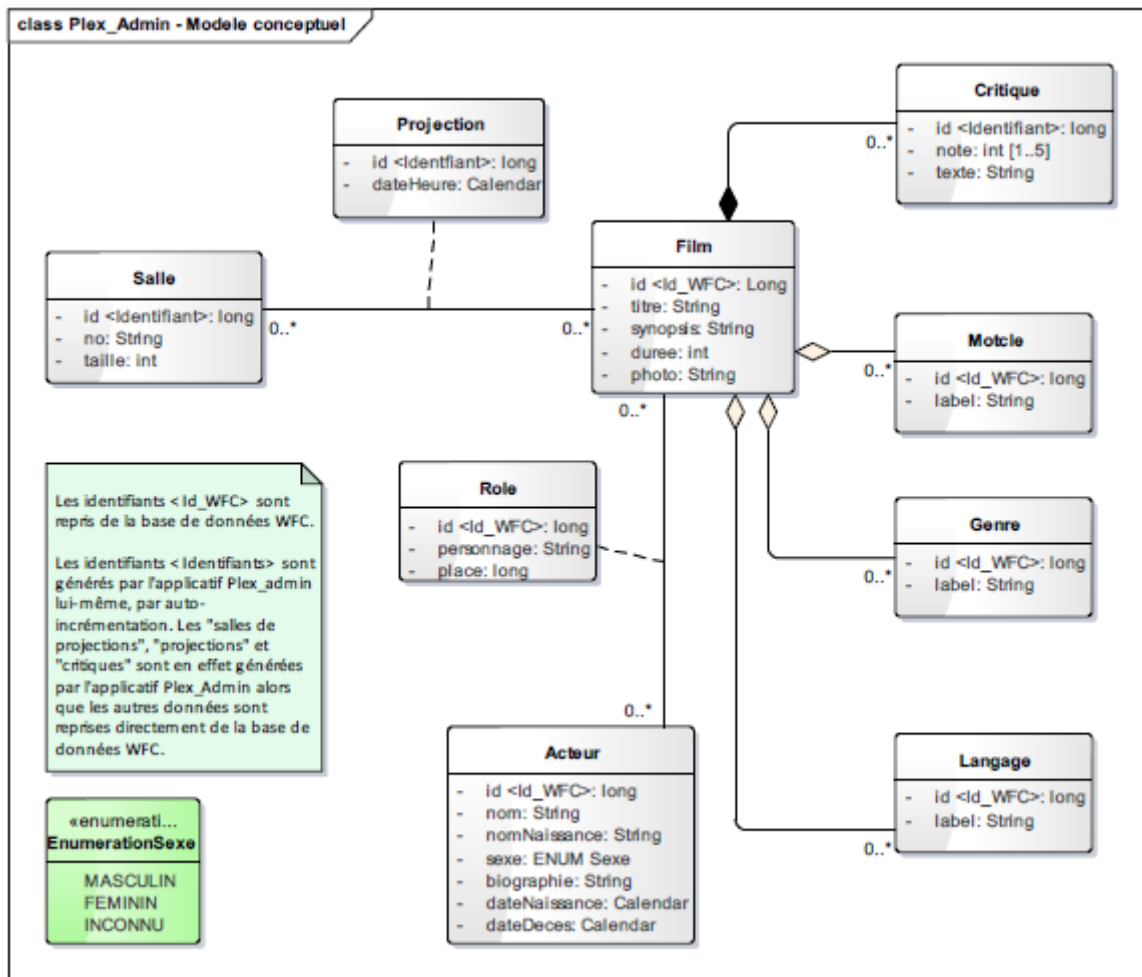 class Plex_Admin - Modele conceptuel
Projection
- id <Identfiant>: long
- dateHeure: Calendar
Critique
- id <Identifiant>: long
- note: int [1..5]
- texte: String
0..*
Salle
- id <Identifiant>: long
- no: String
- taille: int
0..*
0..*
Film
- id <Id_WFC>: Long
- titre: String
- synopsis: String
- duree: int
- photo: String
0..*
Motcle
- id <Id_WFC>: long
- label: String
0..*
Les identifiants < Id_WFC> sont
repris de la base de données WFC.
Les identifiants < Identifiants> sont
générés par l'applicatif Plex_admin
lui-même, par auto-
incrémentation. Les "salles de
projections", "projections" et
"critiques" sont en effet générées
par l'applicatif Plex_Admin alors
que les autres données sont
reprises directement de la base de
données WFC.
Role
- id <Id_WFC>: long
- personnage: String
- place: long
Genre
- id <Id_WFC>: long
- label: String
0..*
0..*
Acteur
- id <Id_WFC>: long
- nom: String
- nomNaissance: String
- sexe: ENUM Sexe
- biographie: String
- dateNaissance: Calendar
- dateDeces: Calendar
Langage
- id <Id_WFC>: long
- label: String
0..*
«enumerati...
EnumerationSexe
MASCULIN
FEMININ
INCONNU